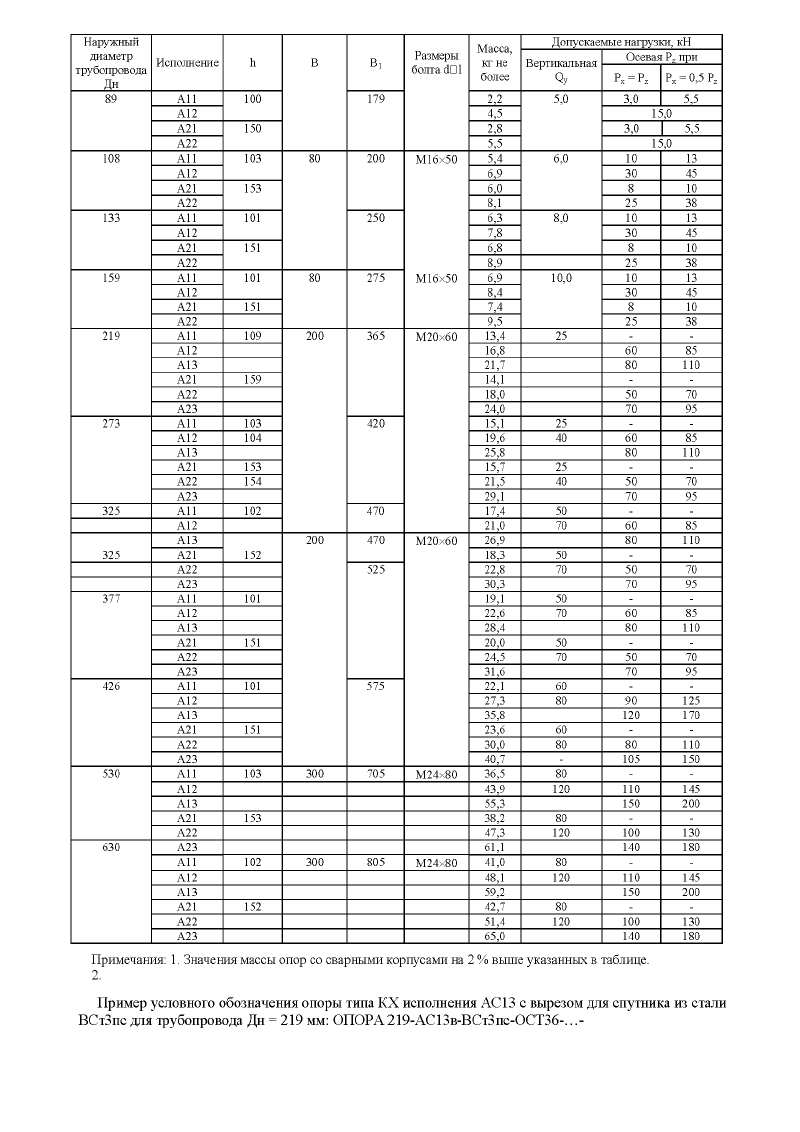 Наружный диаметр трубопровода Дн | Исполнение | h | B | B1 | Размеры болта d□l | Масса, кг не более | Допускаемые нагрузки, кН
Вертикальная Qy | Осевая Pz при
Px = Pz | Px = 0,5 Pz
89 А11 100 179 2,2 5,0 3,0 5,5
А12 4,5 15,0
А21 150 2,8 3,0 5,5
А22 5,5 15,0
108 А11 103 80 200 М16×50 5,4 6,0 10 13
А12 6,9 30 45
А21 153 6,0 8 10
А22 8,1 25 38
133 А11 101 250 6,3 8,0 10 13
А12 7,8 30 45
А21 151 6,8 8 10
А22 8,9 25 38
159 А11 101 80 275 М16×50 6,9 10,0 10 13
А12 8,4 30 45
А21 151 7,4 8 10
А22 9,5 25 38
219 А11 109 200 365 М20×60 13,4 25 - -
А12 16,8 60 85
А13 21,7 80 110
А21 159 14,1 - -
А22 18,0 50 70
А23 24,0 70 95
273 А11 103 420 15,1 25 - -
А12 104 19,6 40 60 85
А13 25,8 80 110
А21 153 15,7 25 - -
А22 154 21,5 40 50 70
А23 29,1 70 95
325 А11 102 470 17,4 50 - -
А12 21,0 70 60 85
А13 200 470 М20×60 26,9 80 110
325 А21 152 18,3 50 - -
А22 525 22,8 70 50 70
А23 30,3 70 95
377 А11 101 19,1 50 - -
А12 22,6 70 60 85
А13 28,4 80 110
А21 151 20,0 50 - -
А22 24,5 70 50 70
А23 31,6 70 95
426 А11 101 575 22,1 60 - -
А12 27,3 80 90 125
А13 35,8 120 170
А21 151 23,6 60 - -
А22 30,0 80 80 110
А23 40,7 - 105 150
530 А11 103 300 705 М24×80 36,5 80 - -
А12 43,9 120 110 145
А13 55,3 150 200
А21 153 38,2 80 - -
А22 47,3 120 100 130
630 А23 61,1 140 180
А11 102 300 805 М24×80 41,0 80 - -
А12 48,1 120 110 145
А13 59,2 150 200
А21 152 42,7 80 - -
А22 51,4 120 100 130
А23 65,0 140 180
Примечания: 1. Значения массы опор со сварными корпусами на 2 % выше указанных в таблице.
2.
Пример условного обозначения опоры типа КХ исполнения АС13 с вырезом для спутника из стали
ВСт3пс для трубопровода Дн = 219 мм: ОПОРА 219-АС13в-ВСт3пс-ОСТ36-…-